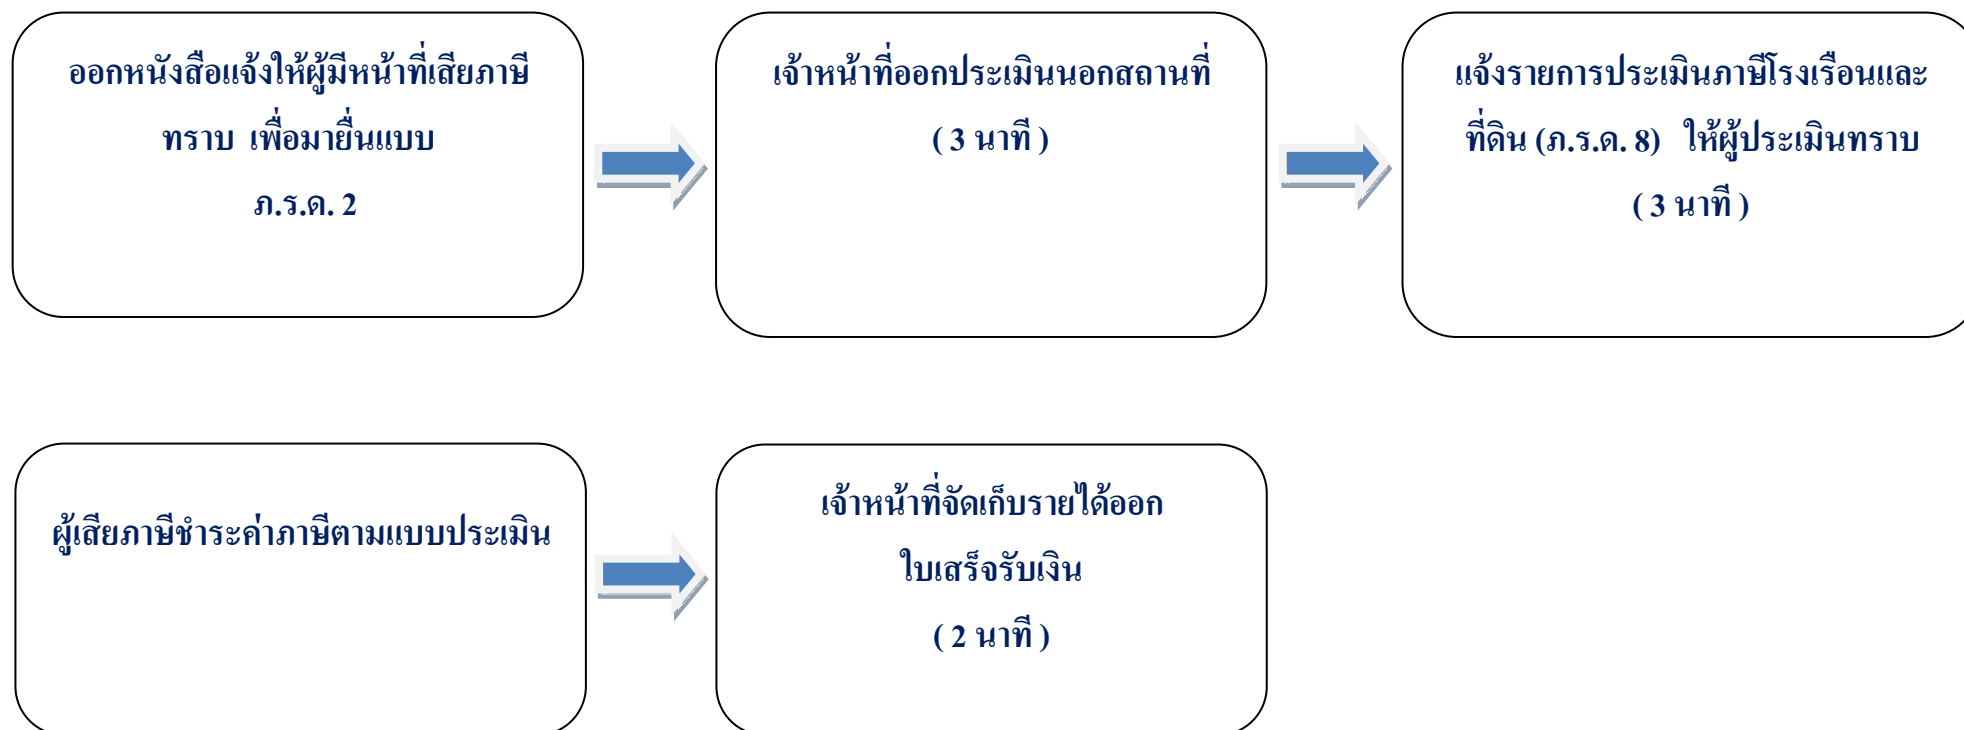 ออกหนังสือแจ้งให้ผู้มีหน้าที่เสียภาษี
ทราบ เพื่อมายื่นแบบ
ภ.ร.ด. 2
เจ้าหน้าที่ออกประเมินนอกสถานที่
( 3 นาที )
แจ้งรายการประเมินภาษีโรงเรือนและ
ที่ดิน (ภ.ร.ด. 8) ให้ผู้ประเมินทราบ
( 3 นาที )
ผู้เสียภาษีชำระค่าภาษีตามแบบประเมิน
เจ้าหน้าที่จัดเก็บรายได้ออก
ใบเสร็จรับเงิน
( 2 นาที )